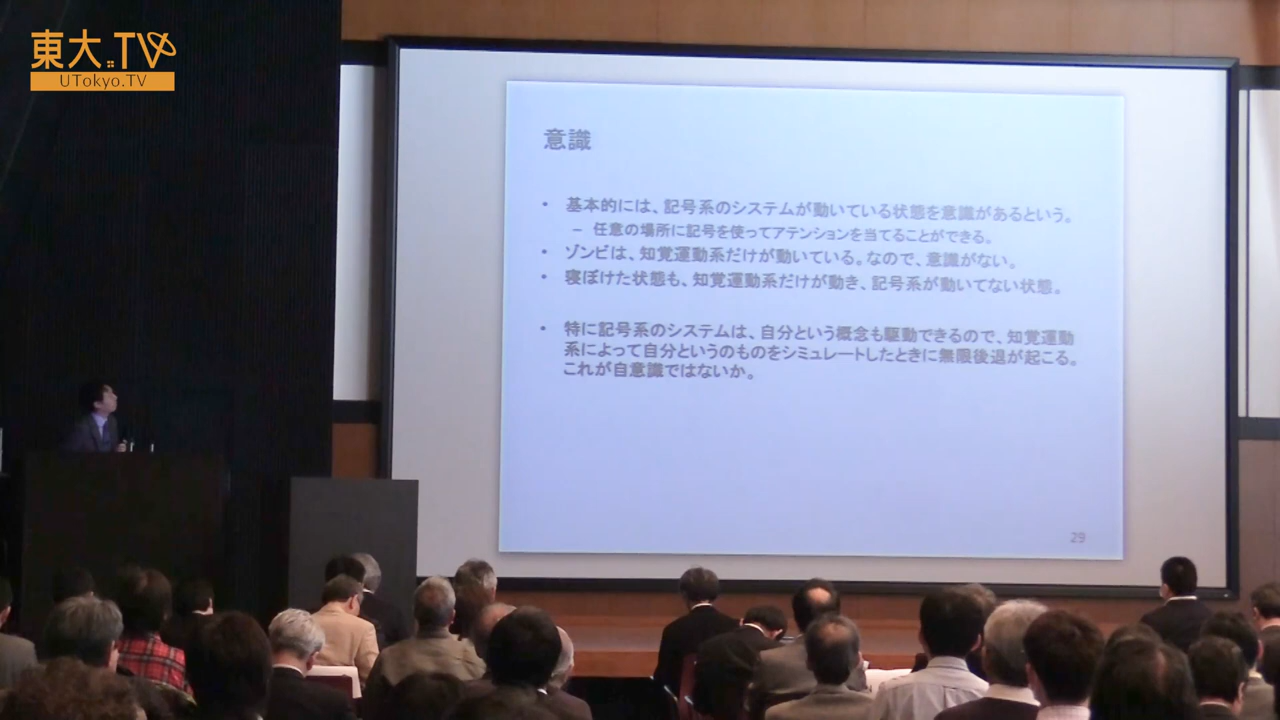 東大TV
UTokyo.TV
意識
• 基本的には、記号系のシステムが動いている状態を意識があるという。
– 任意の場所に記号を使ってアテンションを当てることができる。
• ゾンビは、知覚運動系だけが動いている。なので、意識がない。
• 寝ぼけた状態も、知覚運動系だけが動き、記号系が動いてない状態。
• 特に記号系のシステムは、自分という概念も駆動できるので、知覚運動
系によって自分というのものをシミュレートしたときに無限後退が起こる。
これが自意識ではないか。
29